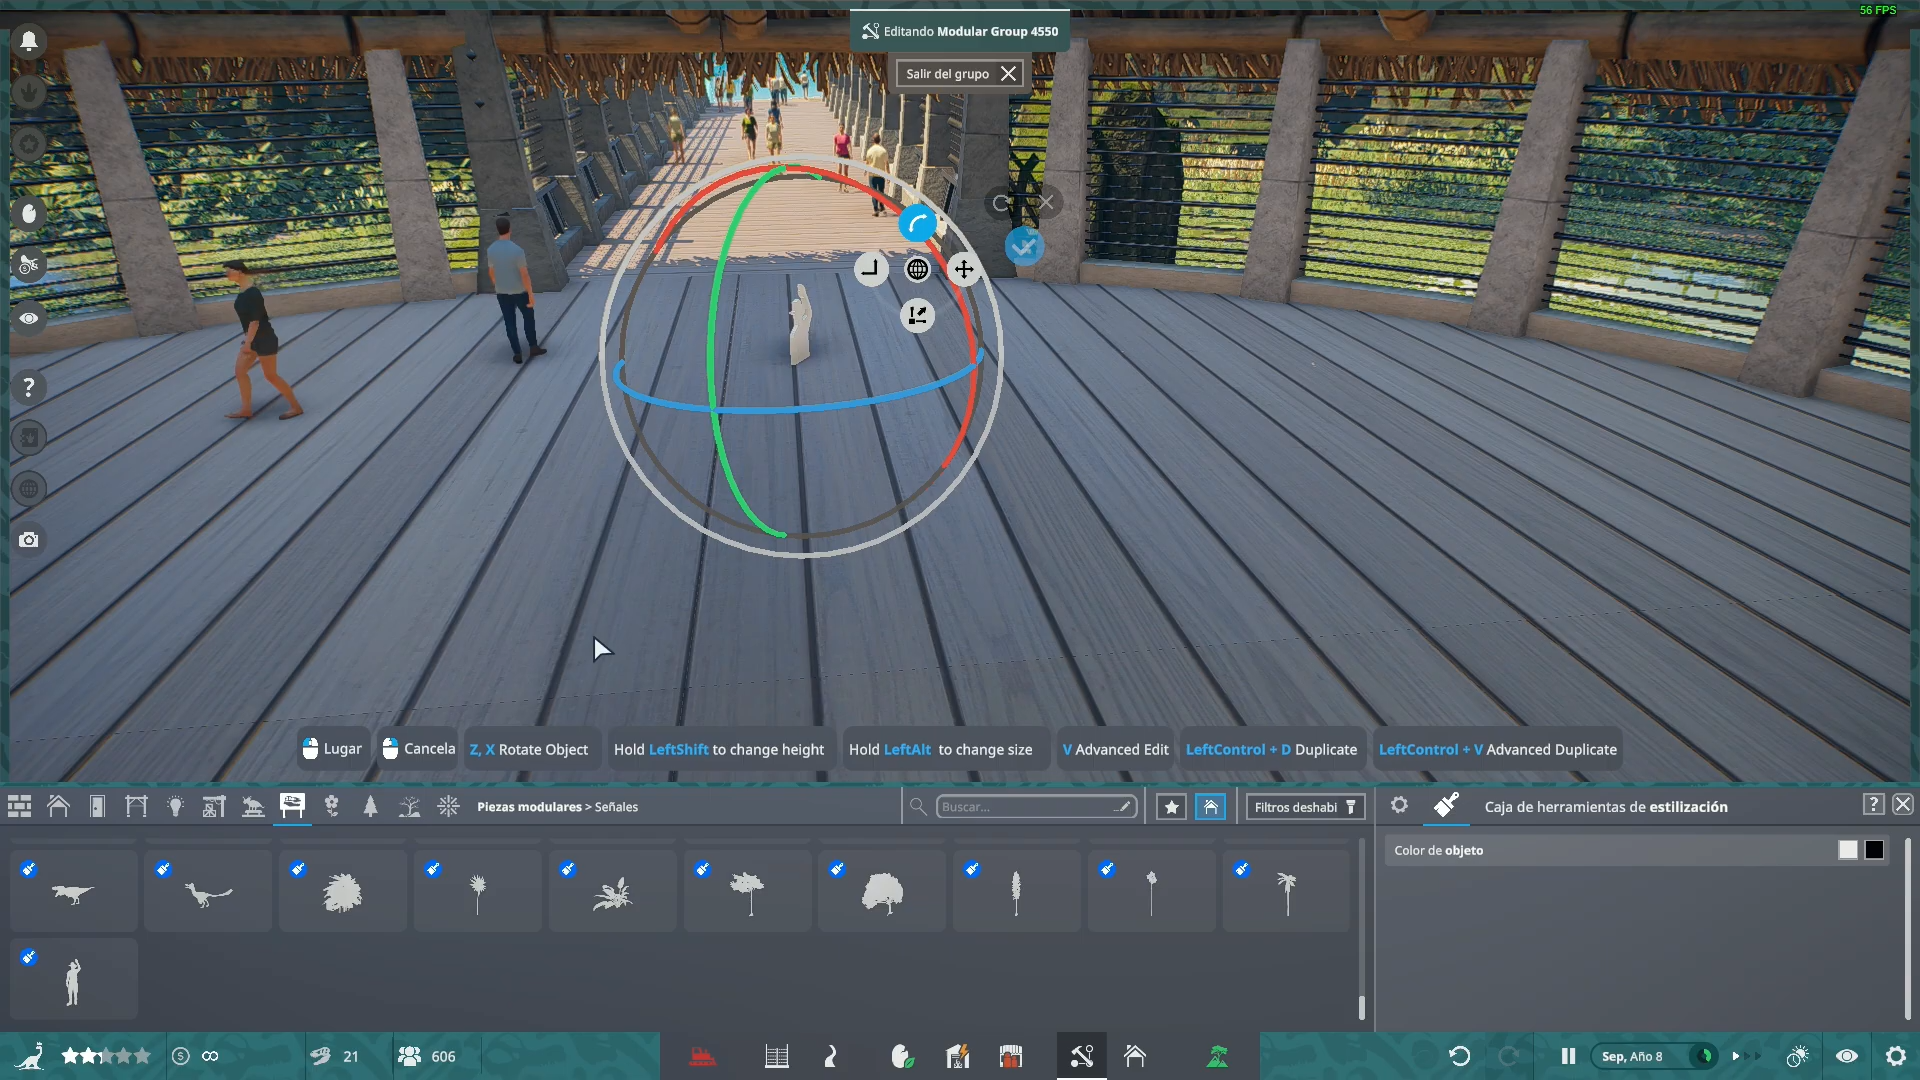 56 FPS
Editando Modular Group 4550
Salir del grupo
Lugar
Cancela
Z, X Rotate Object
Hold LeftShift to change height
Hold LeftAlt to change size
V Advanced Edit
LeftControl + D Duplicate
LeftControl + V Advanced Duplicate
Piezas modulares > Señales
Buscar...
Filtros deshabi
Caja de herramientas de estilización
?
Color de objeto
∞
21
606
Sep, Año 8